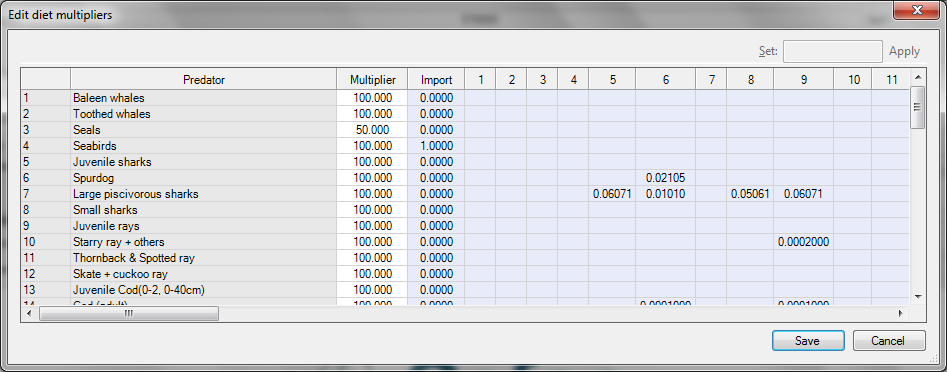 Edit diet multipliers
Set: Apply
Predator Multiplier Import 1 2 3 4 5 6 7 8 9 10 11
1 Baleen whales 100.000 0.0000
2 Toothed whales 100.000 0.0000
3 Seals 50.000 0.0000
4 Seabirds 100.000 1.0000
5 Juvenile sharks 100.000 0.0000
6 Spurdog 100.000 0.0000 0.02105
7 Large piscivorous sharks 100.000 0.0000 0.06071 0.01010 0.05061 0.06071
8 Small sharks 100.000 0.0000
9 Juvenile rays 100.000 0.0000
10 Starry ray + others 100.000 0.0000 0.0002000
11 Thornback & Spotted ray 100.000 0.0000
12 Skate + cuckoo ray 100.000 0.0000
13 Juvenile Cod(0-2, 0-40cm) 100.000 0.0000
14 Cod (adult) 100.000 0.0000 0.0001000 0.0001000
Save Cancel